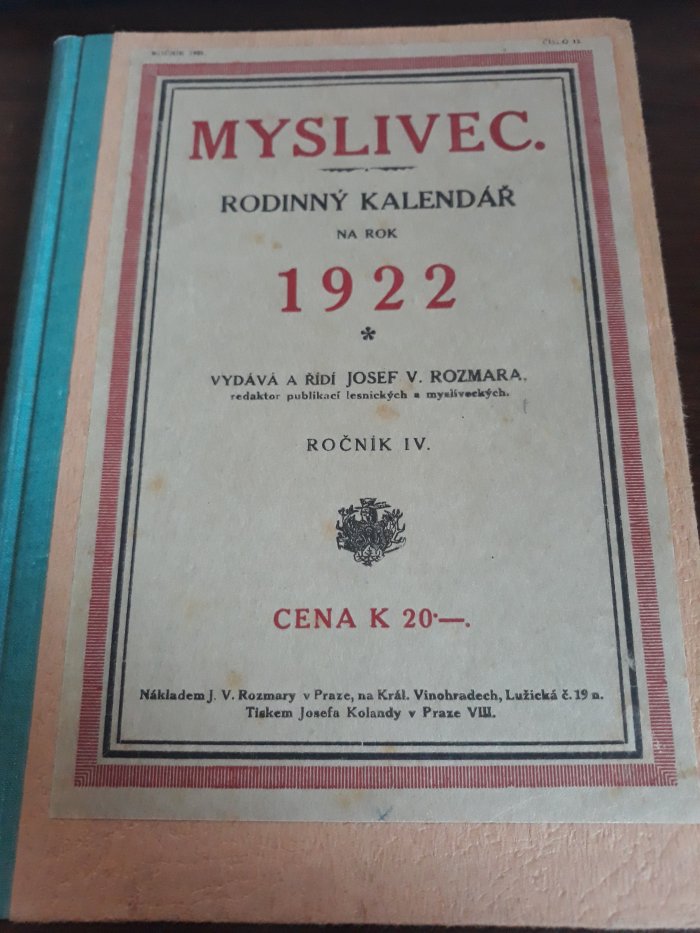 MYSLIVEC.
RODINNÝ KALENDÁŘ
NA ROK
1922
*
VYDÁVÁ A ŘÍDÍ JOSEF V. ROZMARA,
redaktor publikací lesnických a mysliveckých.
ROČNÍK IV.
CENA K 20·—.
Nákladem J. V. Rozmary v Praze, na Král. Vinohradech, Lužická č. 19 n.
Tiskem Josefa Kolandy v Praze VIII.